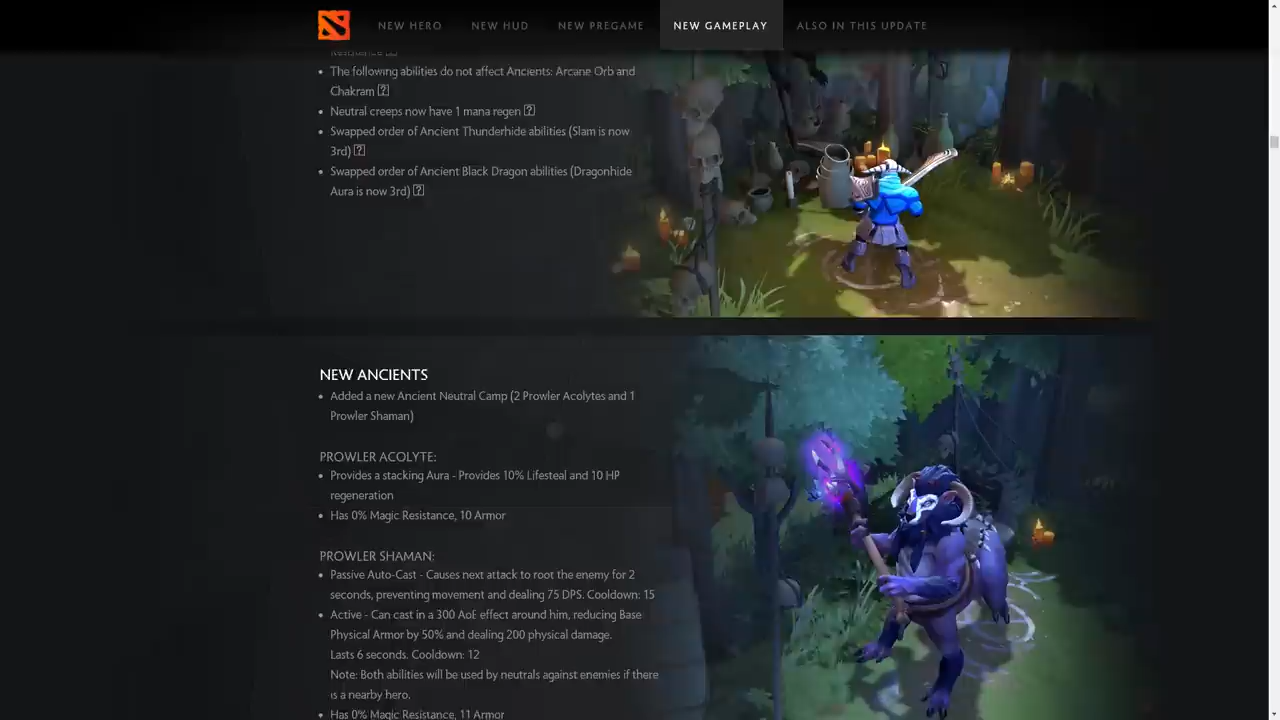 NEW HERO
NEW HUD
NEW PREGAME
NEW GAMEPLAY
ALSO IN THIS UPDATE
Resistance ⍰
The following abilities do not affect Ancients: Arcane Orb and
Chakram ⍰
Neutral creeps now have 1 mana regen ⍰
Swapped order of Ancient Thunderhide abilities (Slam is now
3rd) ⍰
Swapped order of Ancient Black Dragon abilities (Dragonhide
Aura is now 3rd) ⍰
NEW ANCIENTS
Added a new Ancient Neutral Camp (2 Prowler Acolytes and 1
Prowler Shaman)
PROWLER ACOLYTE:
Provides a stacking Aura - Provides 10% Lifesteal and 10 HP
regeneration
Has 0% Magic Resistance, 10 Armor
PROWLER SHAMAN:
Passive Auto-Cast - Causes next attack to root the enemy for 2
seconds, preventing movement and dealing 75 DPS. Cooldown: 15
Active - Can cast in a 300 AoE effect around him, reducing Base
Physical Armor by 50% and dealing 200 physical damage.
Lasts 6 seconds. Cooldown: 12
Note: Both abilities will be used by neutrals against enemies if there
is a nearby hero.
Has 0% Magic Resistance, 11 Armor